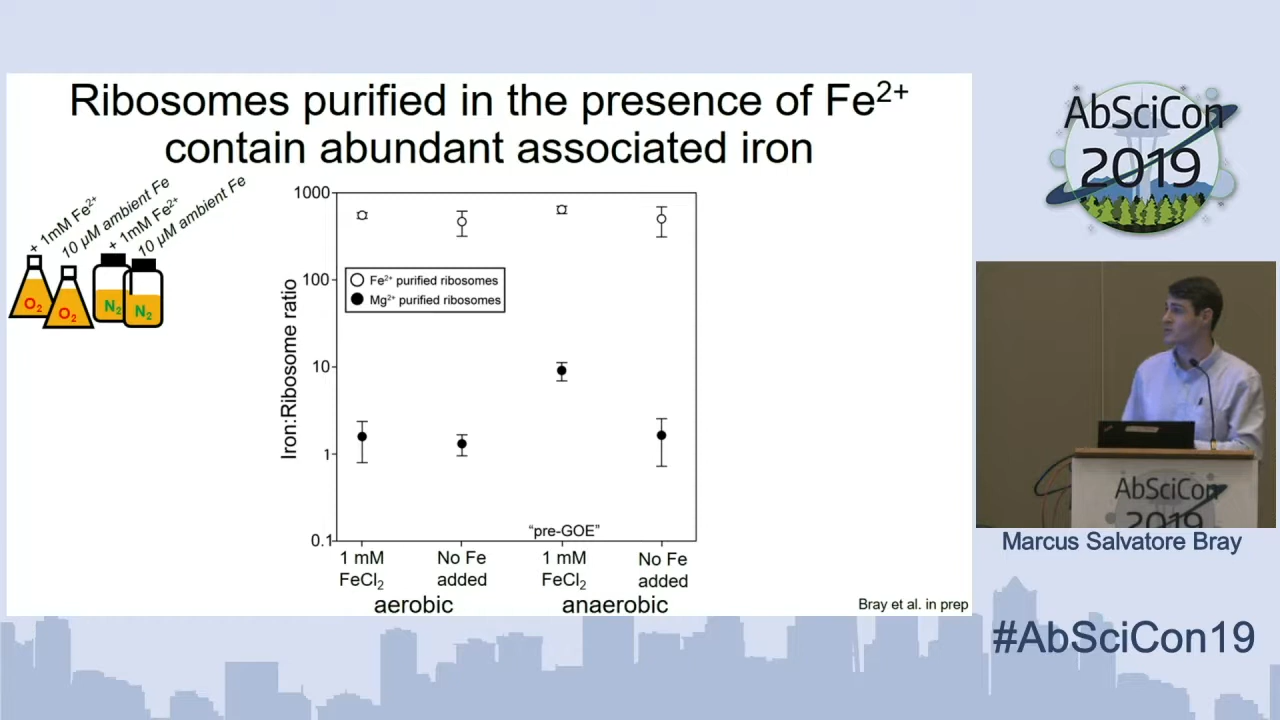 Ribosomes purified in the presence of Fe²⁺
contain abundant associated iron
+ 1mM Fe²⁺
10 µM ambient Fe
+ 1mM Fe²⁺
10 µM ambient Fe
O₂
O₂
N₂
N₂
Iron:Ribosome ratio
1000
100
10
1
0.1
Fe²⁺ purified ribosomes
Mg²⁺ purified ribosomes
"pre-GOE"
1 mM
FeCl₂
No Fe
added
1 mM
FeCl₂
No Fe
added
aerobic
anaerobic
Bray et al. in prep
AbSciCon
2019
AbSciCon
2019
Marcus Salvatore Bray
#AbSciCon19